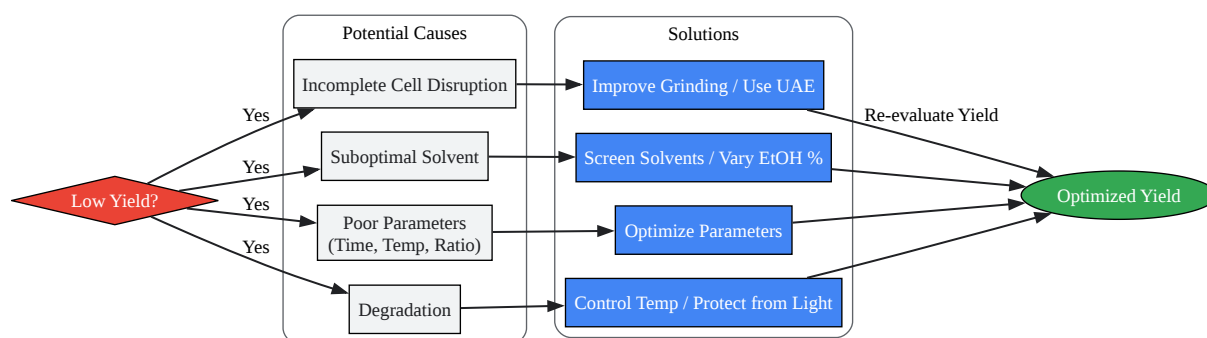 Potential Causes
Solutions
Incomplete Cell Disruption
Improve Grinding / Use UAE
Re-evaluate Yield
Yes
Suboptimal Solvent
Screen Solvents / Vary EtOH %
Yes
Low Yield?
Optimized Yield
Yes
Poor Parameters
(Time, Temp, Ratio)
Optimize Parameters
Yes
Degradation
Control Temp / Protect from Light